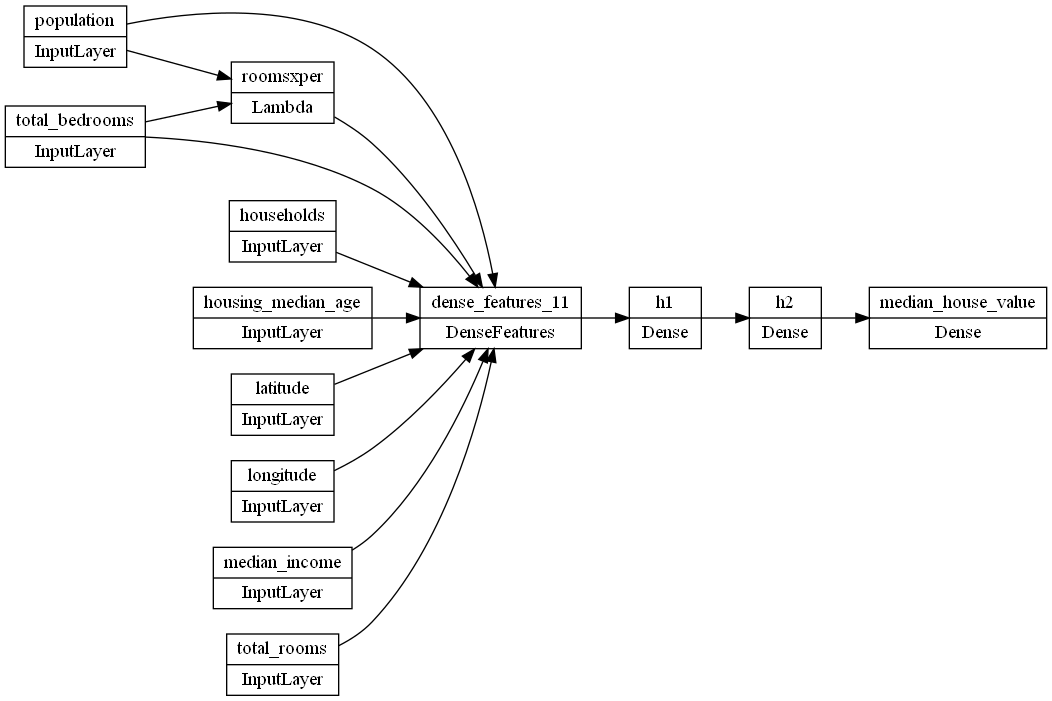 population
InputLayer
roomsxper
Lambda
total_bedrooms
InputLayer
households
InputLayer
housing_median_age
InputLayer
dense_features_11
DenseFeatures
h1
Dense
h2
Dense
median_house_value
Dense
latitude
InputLayer
longitude
InputLayer
median_income
InputLayer
total_rooms
InputLayer